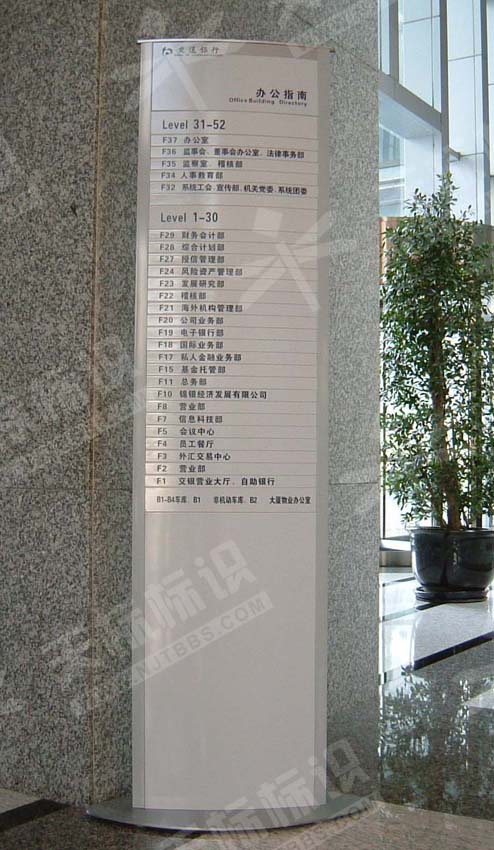 交通银行
办公指南
Office Building Directory
Level 31-52
F37 办公室
F36 监事会、董事会办公室、法律事务部
F35 监察室、稽核部
F34 人事教育部
F32 系统工会、宣传部、机关党委、系统团委
Level 1-30
F29 财务会计部
F28 综合计划部
F27 授信管理部
F24 风险资产管理部
F23 发展研究部
F22 稽核部
F21 海外机构管理部
F20 公司业务部
F19 电子银行部
F18 国际业务部
F17 私人金融业务部
F15 基金托管部
F11 总务部
F10 锦银经济发展有限公司
F8 营业部
F7 信息科技部
F5 会议中心
F4 员工餐厅
F3 外汇交易中心
F2 营业部
F1 交银营业大厅、自助银行
B1-B4车库、B1 非机动车库、B2 大厦物业办公室
天标标识
NJTBBS.COM
天标标识